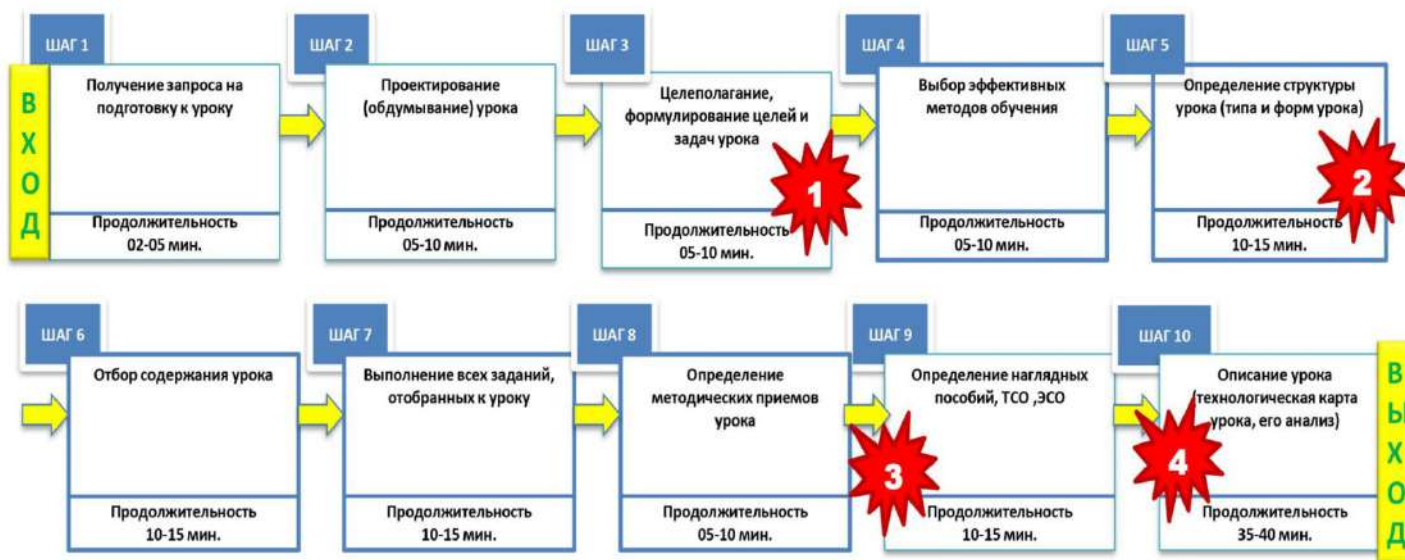 ВХОД
ШАГ 1
Получение запроса на
подготовку к уроку
Продолжительность
02-05 мин.
ШАГ 2
Проектирование
(обдумывание) урока
Продолжительность
05-10 мин.
ШАГ 3
Целеполагание,
формулирование целей и
задач урока
1
Продолжительность
05-10 мин.
ШАГ 4
Выбор эффективных
методов обучения
Продолжительность
05-10 мин.
ШАГ 5
Определение структуры
урока (типа и форм урока)
2
Продолжительность
10-15 мин.
ШАГ 6
Отбор содержания урока
Продолжительность
10-15 мин.
ШАГ 7
Выполнение всех заданий,
отобранных к уроку
Продолжительность
10-15 мин.
ШАГ 8
Определение
методических приемов
урока
Продолжительность
05-10 мин.
ШАГ 9
Определение наглядных
пособий, ТСО ,ЭСО
3
Продолжительность
10-15 мин.
ШАГ 10
Описание урока
(технологическая карта
урока, его анализ)
4
Продолжительность
35-40 мин.
ВЫХОД